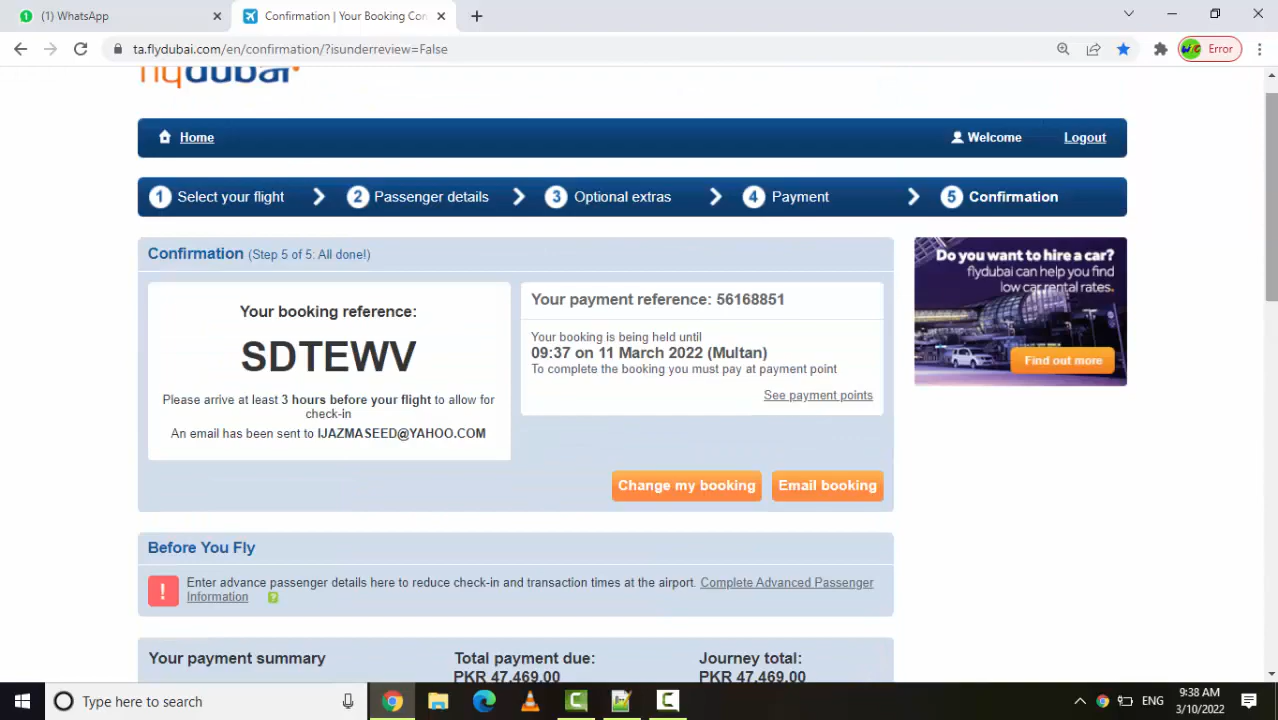 (1) WhatsApp
Confirmation | Your Booking Con
ta.flydubai.com/en/confirmation/?isunderreview=False
Error
flydubai
Home
Welcome
Logout
1 Select your flight
2 Passenger details
3 Optional extras
4 Payment
5 Confirmation
Confirmation (Step 5 of 5: All done!)
Your booking reference:
SDTEWV
Please arrive at least 3 hours before your flight to allow for
check-in
An email has been sent to IJAZMASEED@YAHOO.COM
Your payment reference: 56168851
Your booking is being held until
09:37 on 11 March 2022 (Multan)
To complete the booking you must pay at payment point
See payment points
Change my booking
Email booking
Do you want to hire a car?
flydubai can help you find
low car rental rates.
Find out more
Before You Fly
! Enter advance passenger details here to reduce check-in and transaction times at the airport. Complete Advanced Passenger
Information ?
Your payment summary
Total payment due:
PKR 47,469.00
Journey total:
PKR 47,469.00
Type here to search
ENG
9:38 AM
3/10/2022